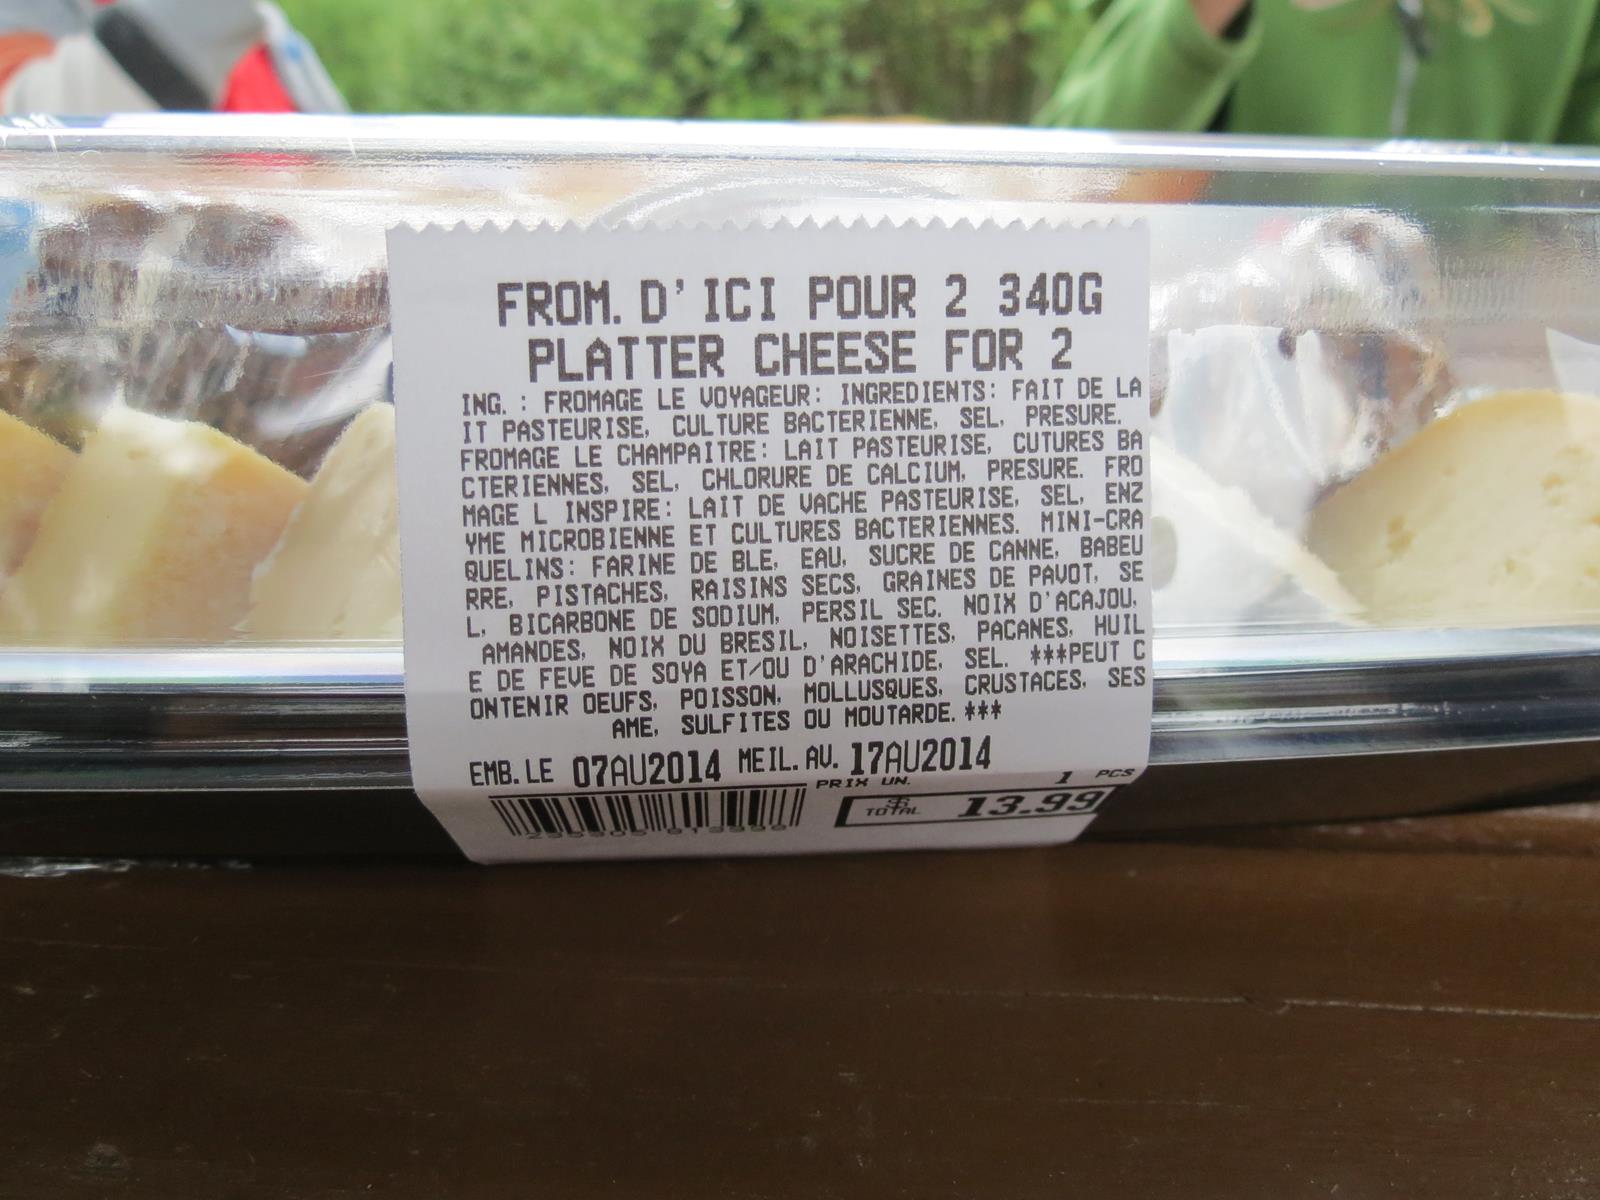 FROM. D'ICI POUR 2 340G
PLATTER CHEESE FOR 2
ING. : FROMAGE LE VOYAGEUR: INGREDIENTS: FAIT DE LA
IT PASTEURISE, CULTURE BACTERIENNE, SEL, PRESURE.
FROMAGE LE CHAMPAITRE: LAIT PASTEURISE, CUTURES BA
CTERIENNES, SEL, CHLORURE DE CALCIUM, PRESURE. FRO
MAGE L INSPIRE: LAIT DE VACHE PASTEURISE, SEL, ENZ
YME MICROBIENNE ET CULTURES BACTERIENNES. MINI-CRA
QUELINS: FARINE DE BLE, EAU, SUCRE DE CANNE, BABEU
RRE, PISTACHES, RAISINS SECS, GRAINES DE PAVOT, SE
L, BICARBONE DE SODIUM, PERSIL SEC. NOIX D'ACAJOU,
AMANDES, NOIX DU BRESIL, NOISETTES, PACANES, HUIL
E DE FEVE DE SOYA ET/OU D'ARACHIDE, SEL. ***PEUT C
ONTENIR OEUFS, POISSON, MOLLUSQUES, CRUSTACES, SES
AME, SULFITES OU MOUTARDE.***
EMB.LE 07AU2014 MEIL.AV. 17AU2014
PRIX UN. 1 PCS
$ TOTAL 13.99